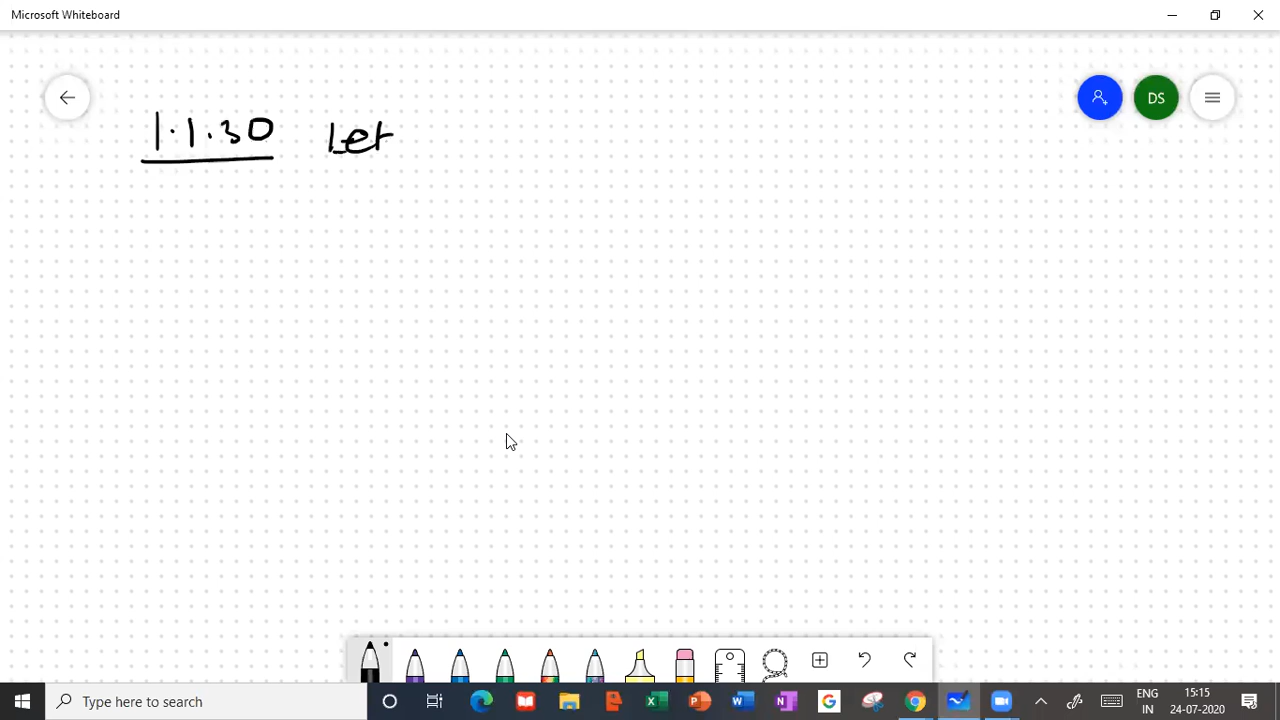 Microsoft Whiteboard
DS
1.1.30 Let
Type here to search
ENG
IN
15:15
24-07-2020